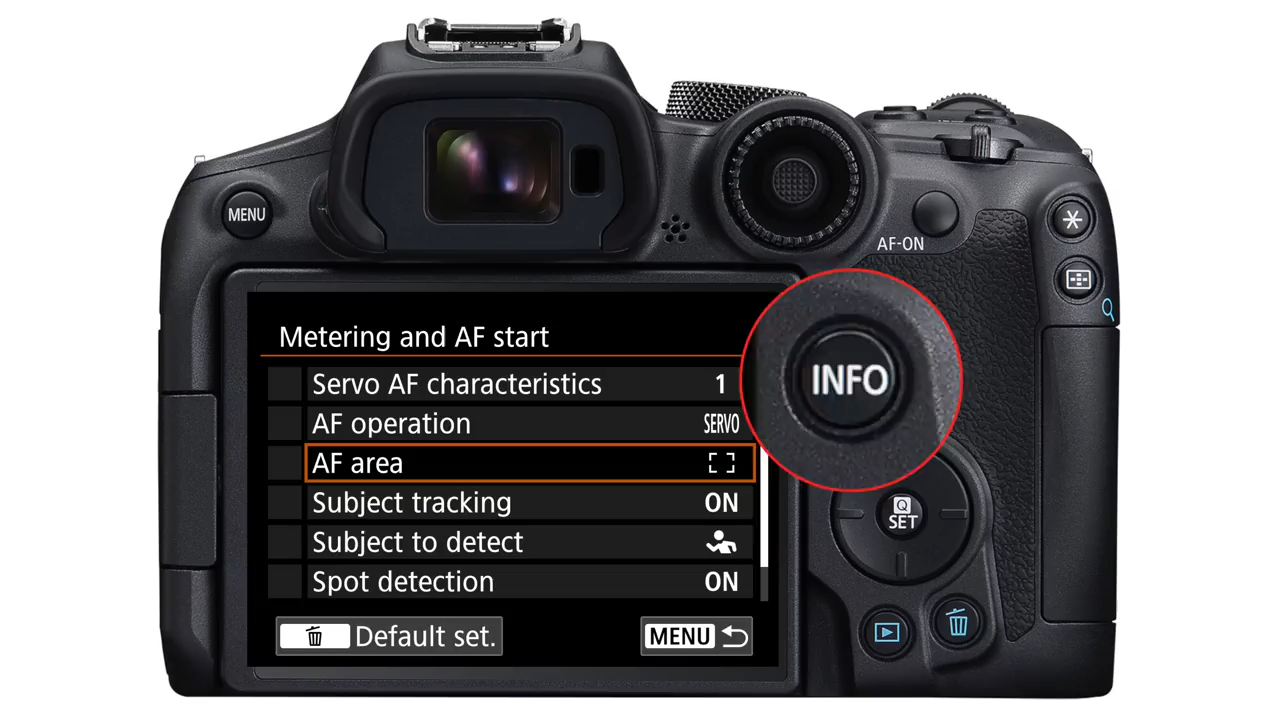 MENU
AF-ON
Metering and AF start
Servo AF characteristics 1
AF operation SERVO
AF area
Subject tracking ON
Subject to detect
Spot detection ON
Default set. MENU
INFO
Q
SET